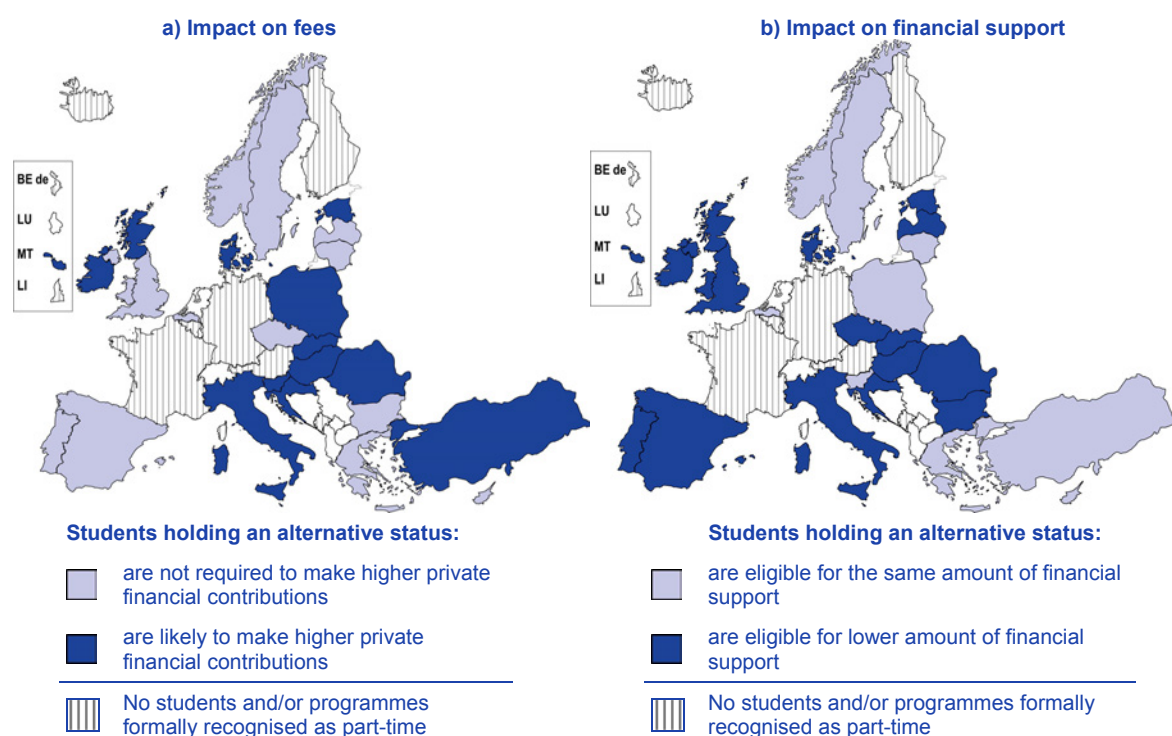 a) Impact on fees
BE de
LU
MT
LI
Students holding an alternative status:
are not required to make higher private
financial contributions
are likely to make higher private
financial contributions
No students and/or programmes
formally recognised as part-time
b) Impact on financial support
BE de
LU
MT
LI
Students holding an alternative status:
are eligible for the same amount of financial
support
are eligible for lower amount of financial
support
No students and/or programmes formally
recognised as part-time